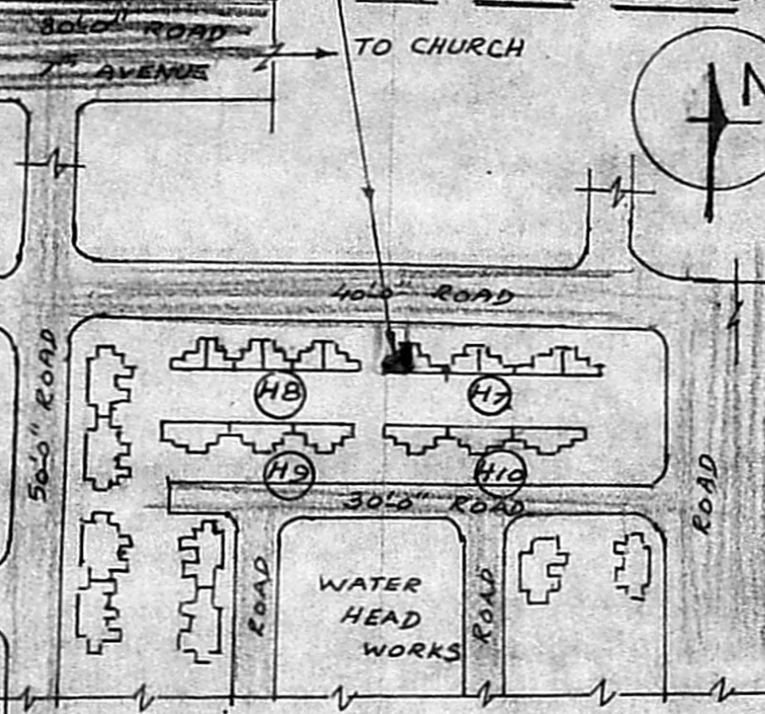 80'-0" ROAD
7TH AVENUE
TO CHURCH
N
40'-0" ROAD
50'-0" ROAD
H8
H7
H9
H10
30'-0" ROAD
ROAD
ROAD
ROAD
WATER
HEAD
WORKS